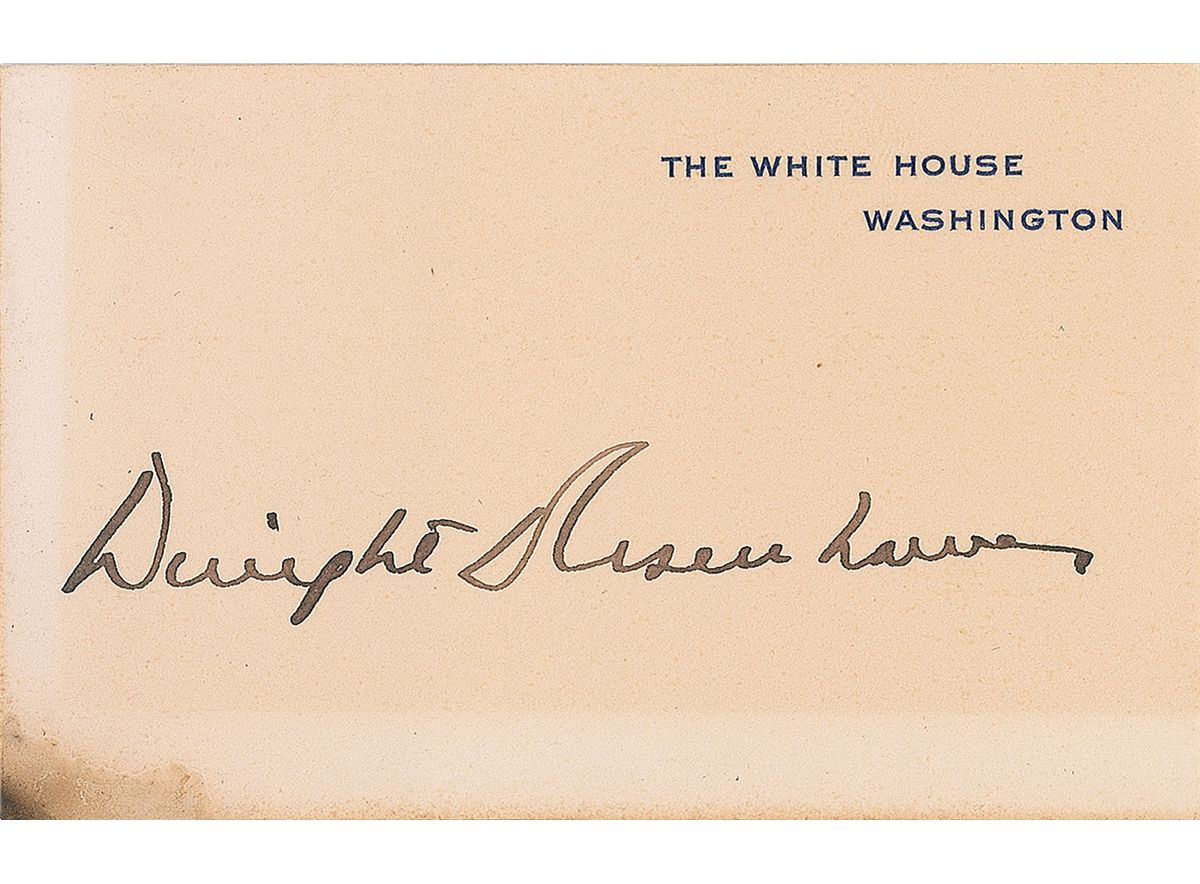 THE WHITE HOUSE
WASHINGTON
Dwight D Eisenhower